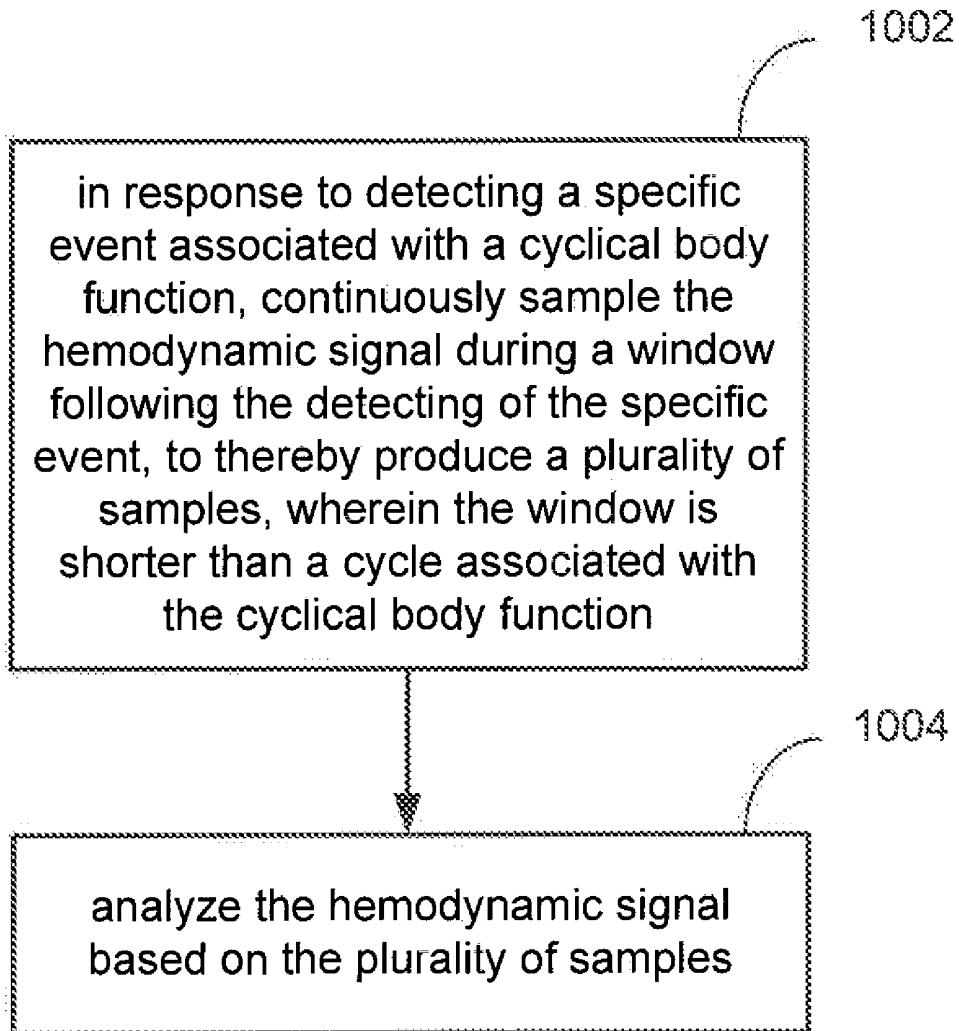 1002
in response to detecting a specific
event associated with a cyclical body
function, continuously sample the
hemodynamic signal during a window
following the detecting of the specific
event, to thereby produce a plurality of
samples, wherein the window is
shorter than a cycle associated with
the cyclical body function
1004
analyze the hemodynamic signal
based on the plurality of samples